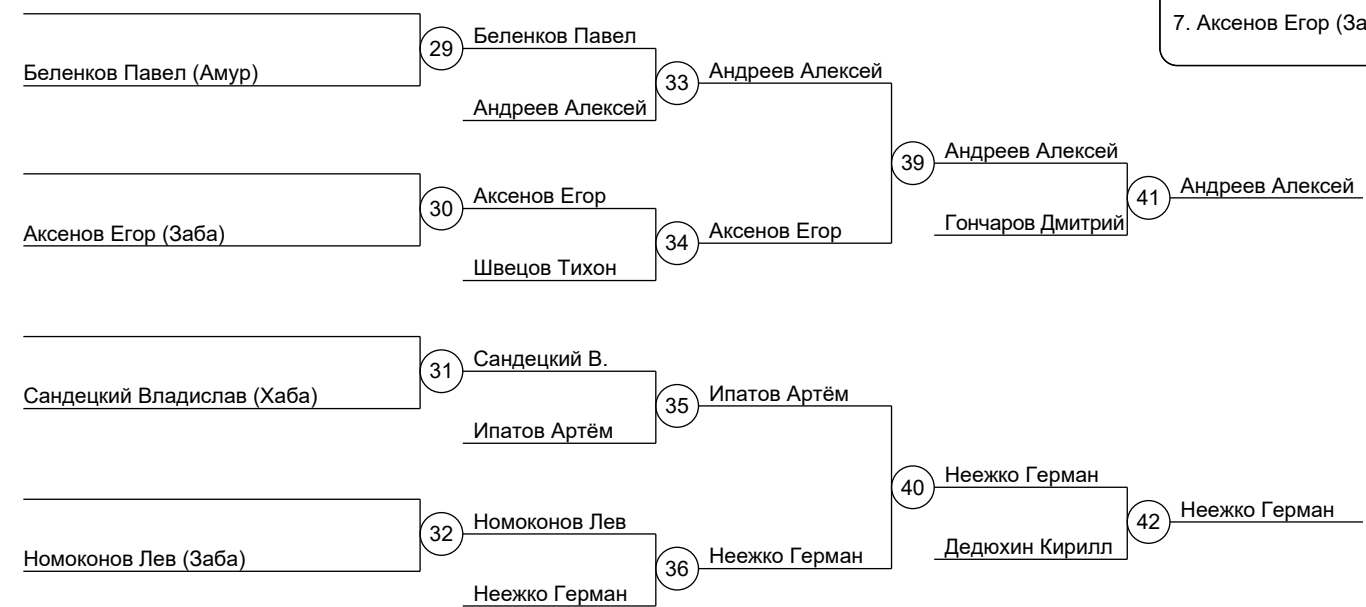 7. Аксенов Егор (За
29
Беленков Павел
Беленков Павел (Амур)
33
Андреев Алексей
Андреев Алексей
39
Андреев Алексей
41
Андреев Алексей
30
Аксенов Егор
Аксенов Егор (Заба)
34
Аксенов Егор
Гончаров Дмитрий
Швецов Тихон
31
Сандецкий В.
Сандецкий Владислав (Хаба)
35
Ипатов Артём
Ипатов Артём
40
Неежко Герман
42
Неежко Герман
32
Номоконов Лев
Номоконов Лев (Заба)
36
Неежко Герман
Дедюхин Кирилл
Неежко Герман